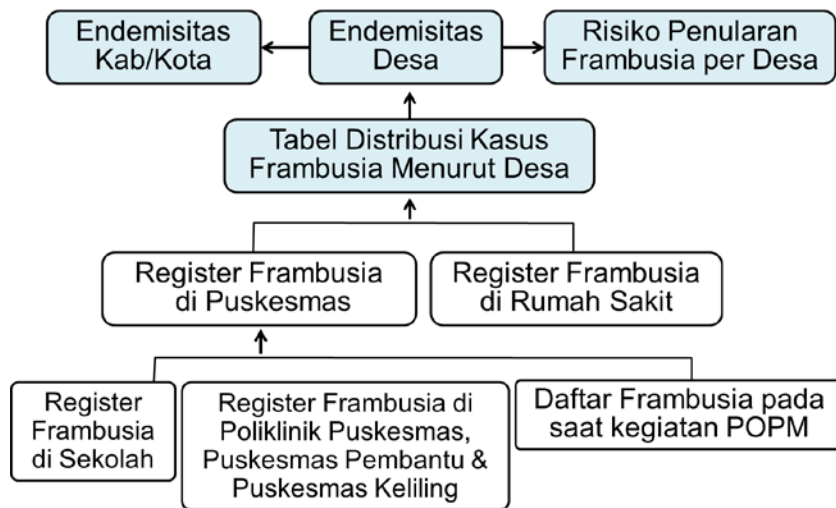 Endemisitas
Kab/Kota
Endemisitas
Desa
Risiko Penularan
Frambusia per Desa
Tabel Distribusi Kasus
Frambusia Menurut Desa
Register Frambusia
di Puskesmas
Register Frambusia
di Rumah Sakit
Register
Frambusia
di Sekolah
Register Frambusia di
Poliklinik Puskesmas,
Puskesmas Pembantu &
Puskesmas Keliling
Daftar Frambusia pada
saat kegiatan POPM